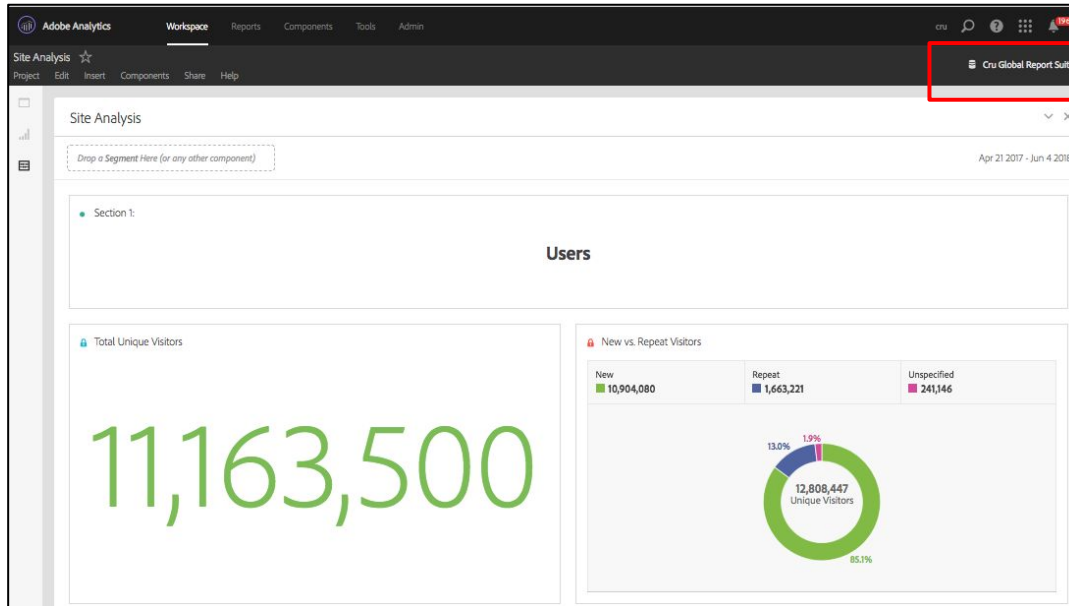 Adobe Analytics Workspace Reports Components Tools Admin cru 196
Site Analysis
Cru Global Report Suit
Project Edit Insert Components Share Help
Site Analysis
Drop a Segment Here (or any other component) Apr 21 2017 - Jun 4 2018
Section 1:
Users
Total Unique Visitors
11,163,500
New vs. Repeat Visitors
New Repeat Unspecified
10,904,080 1,663,221 241,146
1.9%
13.0%
12,808,447
Unique Visitors
85.1%